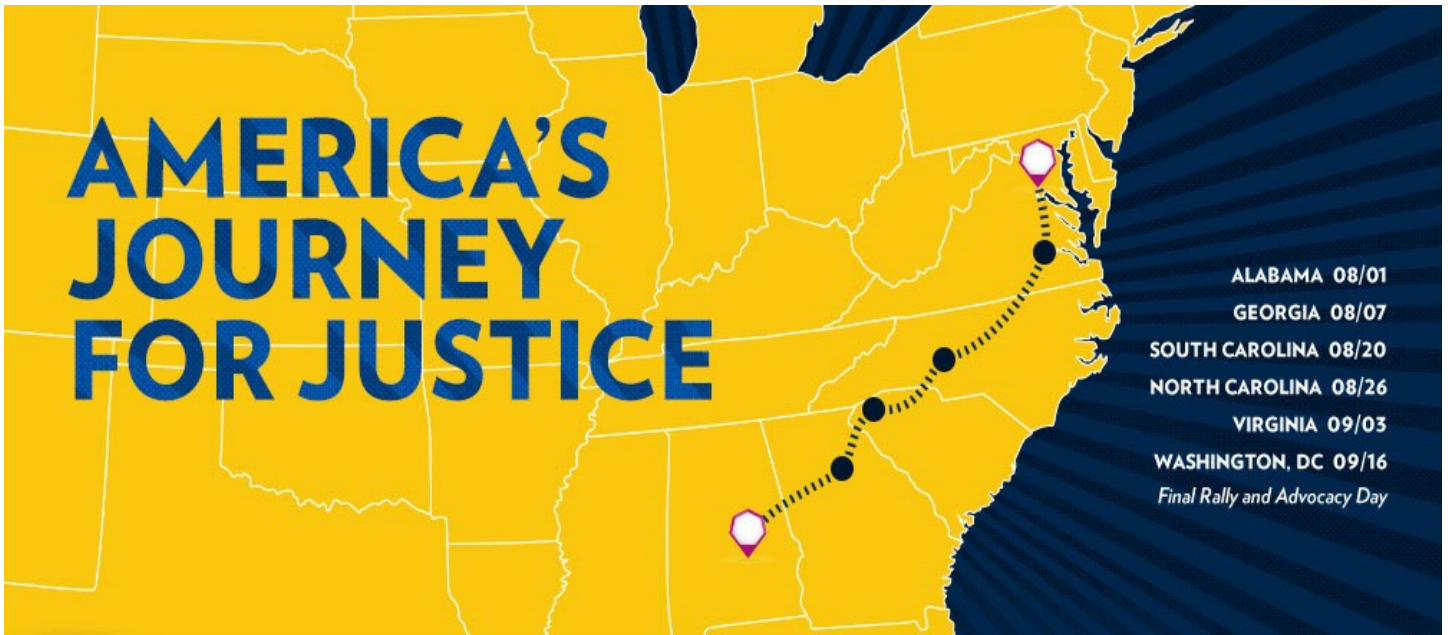 AMERICA'S
JOURNEY
FOR JUSTICE
ALABAMA 08/01
GEORGIA 08/07
SOUTH CAROLINA 08/20
NORTH CAROLINA 08/26
VIRGINIA 09/03
WASHINGTON, DC 09/16
Final Rally and Advocacy Day